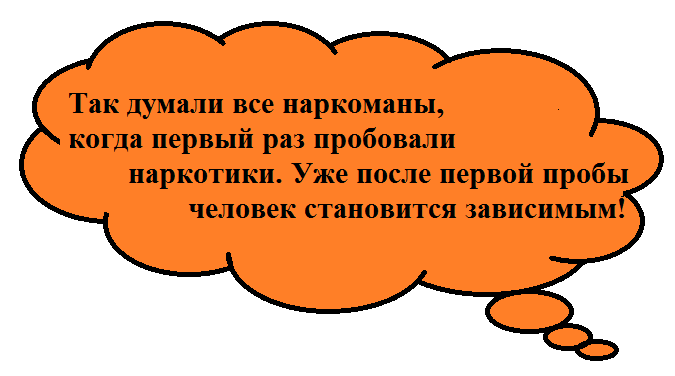 Так думали все наркоманы,
когда первый раз пробовали
наркотики. Уже после первой пробы
человек становится зависимым!